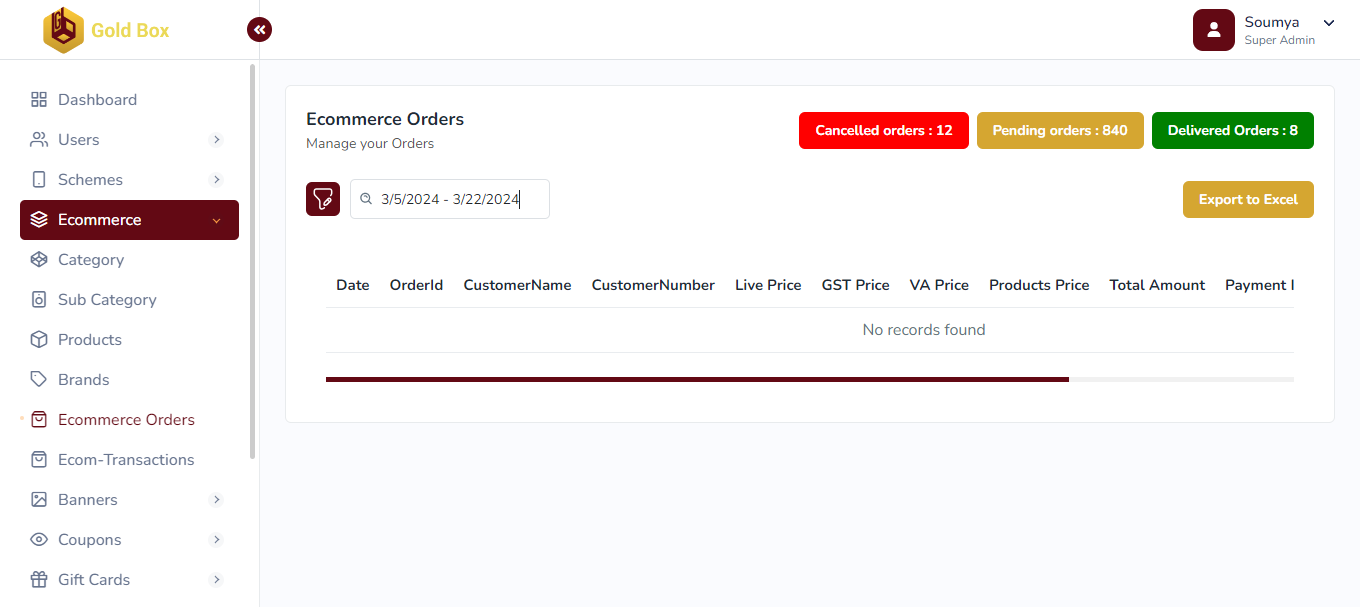 Gold Box
Soumya
Super Admin
Dashboard
Users
Schemes
Ecommerce
Category
Sub Category
Products
Brands
Ecommerce Orders
Ecom-Transactions
Banners
Coupons
Gift Cards
Ecommerce Orders
Manage your Orders
Cancelled orders : 12 Pending orders : 840 Delivered Orders : 8
3/5/2024 - 3/22/2024
Export to Excel
Date OrderId CustomerName CustomerNumber Live Price GST Price VA Price Products Price Total Amount Payment
No records found